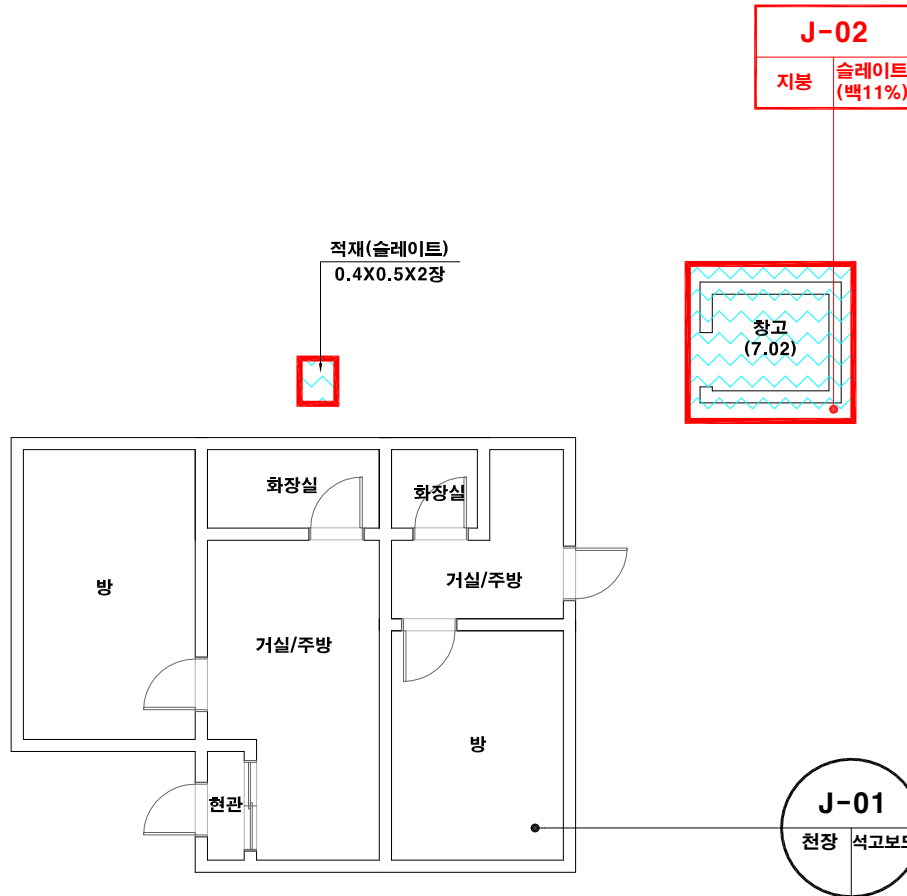 J-02
지붕 슬레이트
(백11%)
적재(슬레이트)
0.4X0.5X2장
창고
(7.02)
화장실
화장실
방
거실/주방
거실/주방
방
현관
J-01
천장 석고보드